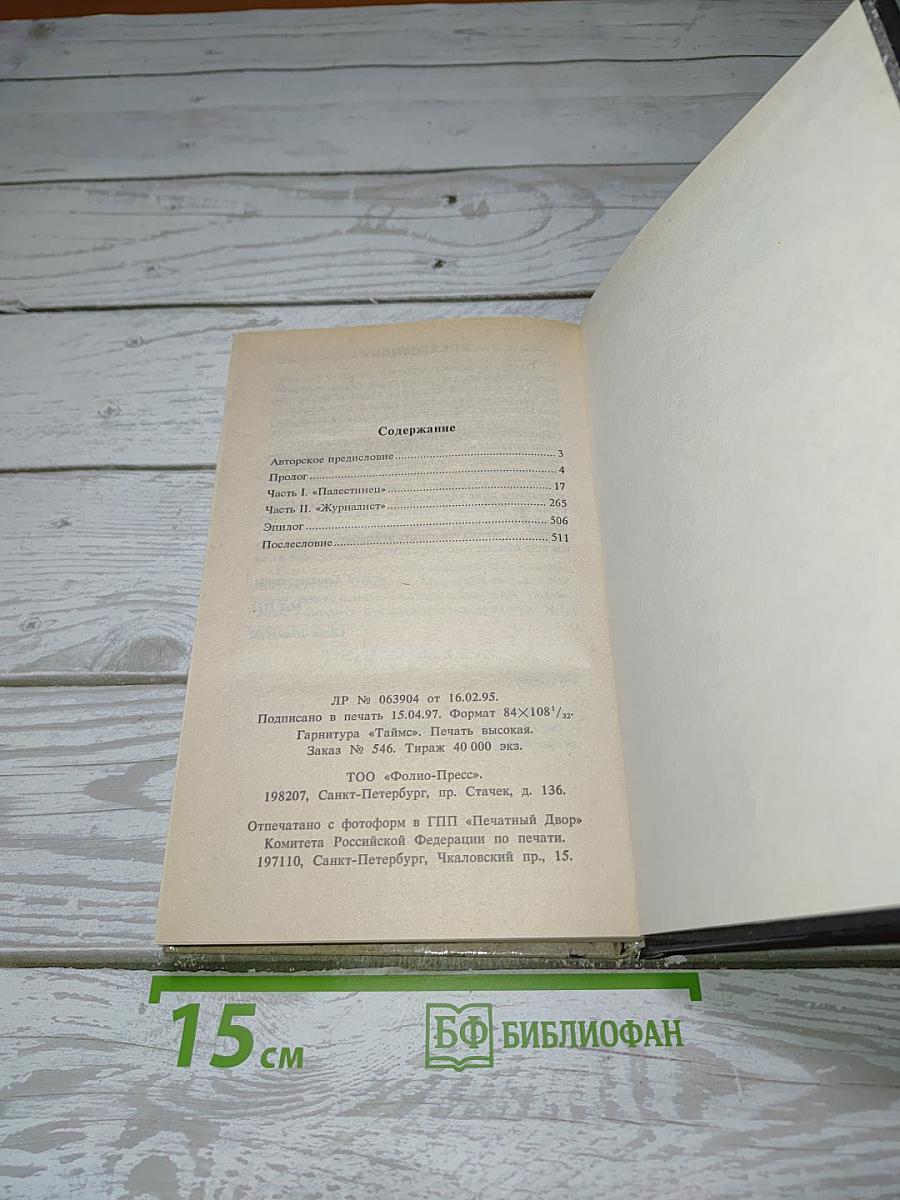 Содержание
Авторское предисловие 3
Пролог 4
Часть I. «Палестинец» 17
Часть II. «Журналист» 265
Эпилог 506
Послесловие 511
ЛР № 063904 от 16.02.95.
Подписано в печать 15.04.97. Формат 84×108¹/₃₂.
Гарнитура «Таймс». Печать высокая.
Заказ № 546. Тираж 40 000 экз.
ТОО «Фолио-Пресс».
198207, Санкт-Петербург, пр. Стачек, д. 136.
Отпечатано с фотоформ в ГПП «Печатный Двор»
Комитета Российской Федерации по печати.
197110, Санкт-Петербург, Чкаловский пр., 15.
15 см
БФ БИБЛИОФАН